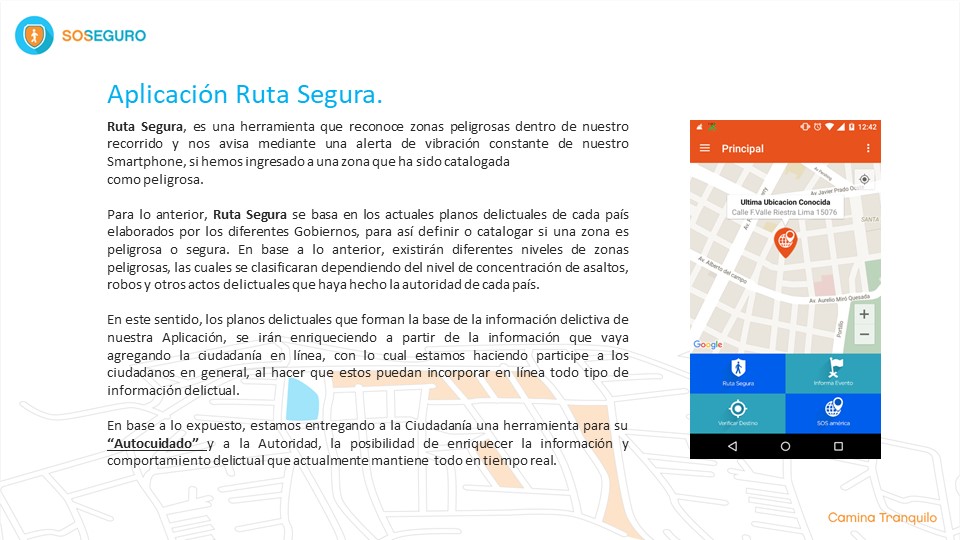 SOSEGURO
Aplicación Ruta Segura.
Ruta Segura, es una herramienta que reconoce zonas peligrosas dentro de nuestro
recorrido y nos avisa mediante una alerta de vibración constante de nuestro
Smartphone, si hemos ingresado a una zona que ha sido catalogada
como peligrosa.
Para lo anterior, Ruta Segura se basa en los actuales planos delictuales de cada país
elaborados por los diferentes Gobiernos, para así definir o catalogar si una zona es
peligrosa o segura. En base a lo anterior, existirán diferentes niveles de zonas
peligrosas, las cuales se clasificaran dependiendo del nivel de concentración de asaltos,
robos y otros actos delictuales que haya hecho la autoridad de cada país.
En este sentido, los planos delictuales que forman la base de la información delictiva de
nuestra Aplicación, se irán enriqueciendo a partir de la información que vaya
agregando la ciudadanía en línea, con lo cual estamos haciendo participe a los
ciudadanos en general, al hacer que estos puedan incorporar en línea todo tipo de
información delictual.
En base a lo expuesto, estamos entregando a la Ciudadanía una herramienta para su
“Autocuidado” y a la Autoridad, la posibilidad de enriquecer la información y
comportamiento delictual que actualmente mantiene todo en tiempo real.
12:42
Principal
Av. Javier Prado
Ultima Ubicacion Conocida
Calle F.Valle Riestra Lima 15076
SANTA
Av. Alberto del campo
Av. Aurelio Miró Quesada
Portillo
+
−
Google
Ruta Segura
Informa Evento
Verificar Destino
SOS américa
Camina Tranquilo